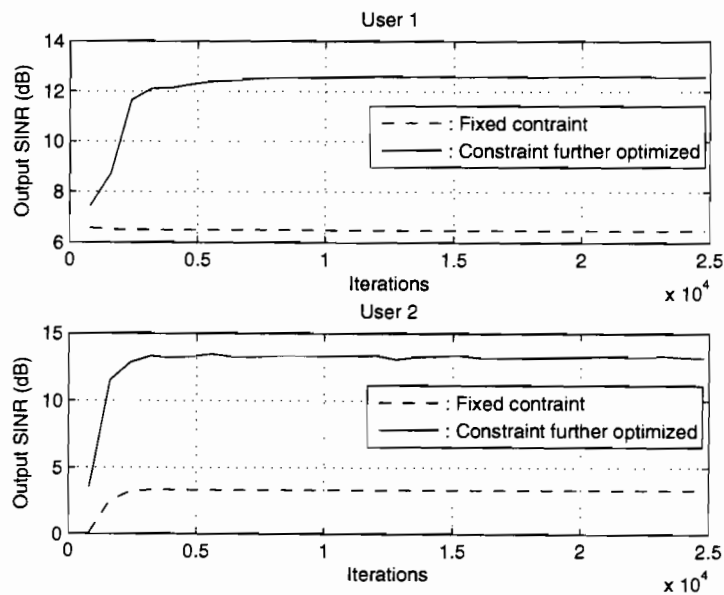 User 1
14
12
10
8
6
Output SINR (dB)
: Fixed contraint
: Constraint further optimized
0
0.5
1
1.5
2
2.5
Iterations
x 10^4
User 2
15
10
5
0
Output SINR (dB)
: Fixed contraint
: Constraint further optimized
0
0.5
1
1.5
2
2.5
Iterations
x 10^4